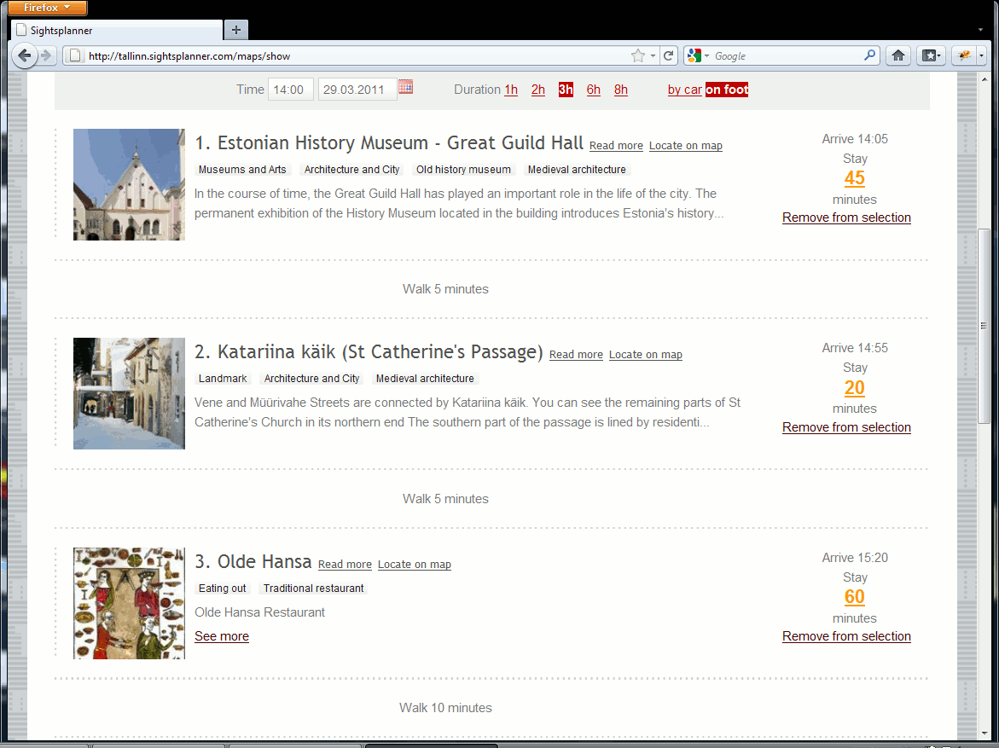 Firefox
Sightsplanner
http://tallinn.sightsplanner.com/maps/show
Google
Time 14:00 29.03.2011 Duration 1h 2h 3h 6h 8h by car on foot
1. Estonian History Museum - Great Guild Hall Read more Locate on map
Museums and Arts Architecture and City Old history museum Medieval architecture
In the course of time, the Great Guild Hall has played an important role in the life of the city. The
permanent exhibition of the History Museum located in the building introduces Estonia's history...
Arrive 14:05
Stay
45
minutes
Remove from selection
Walk 5 minutes
2. Katariina käik (St Catherine's Passage) Read more Locate on map
Landmark Architecture and City Medieval architecture
Vene and Müürivahe Streets are connected by Katariina käik. You can see the remaining parts of St
Catherine's Church in its northern end The southern part of the passage is lined by residenti...
Arrive 14:55
Stay
20
minutes
Remove from selection
Walk 5 minutes
3. Olde Hansa Read more Locate on map
Eating out Traditional restaurant
Olde Hansa Restaurant
See more
Arrive 15:20
Stay
60
minutes
Remove from selection
Walk 10 minutes